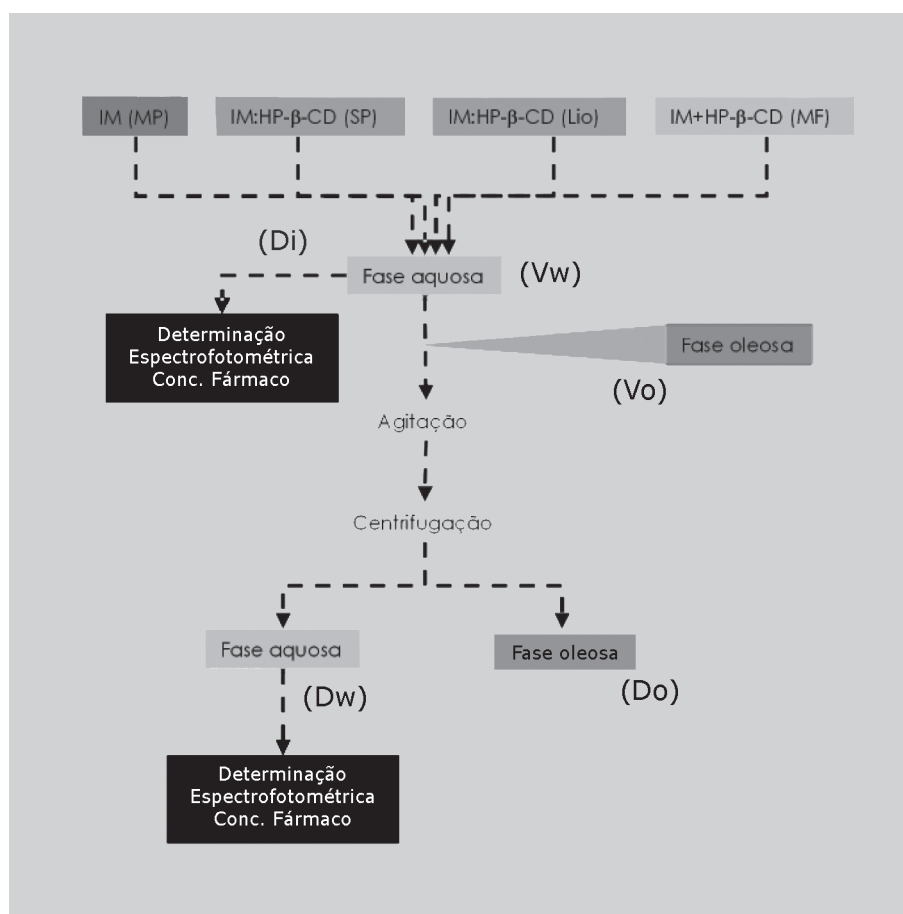 IM (MP)
IM:HP-β-CD (SP)
IM:HP-β-CD (Lio)
IM+HP-β-CD (MF)
(Di)
Fase aquosa
(Vw)
Determinação
Espectrofotométrica
Conc. Fármaco
Fase oleosa
(Vo)
Agitação
Centrifugação
Fase aquosa
Fase oleosa
(Dw)
(Do)
Determinação
Espectrofotométrica
Conc. Fármaco